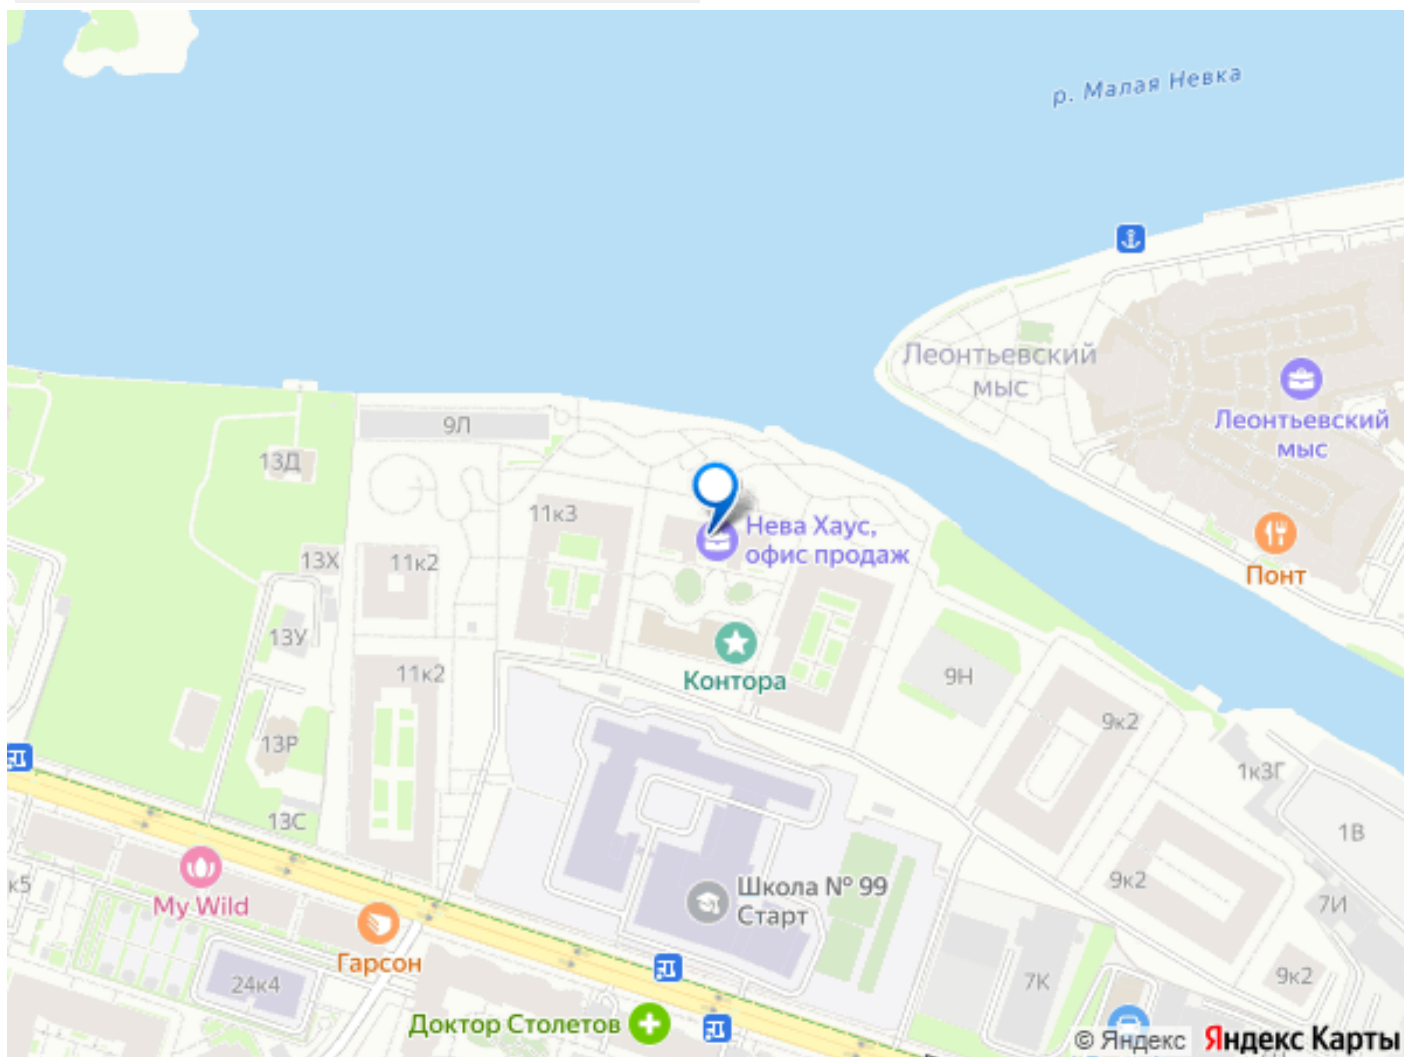 р. Малая Невка
Леонтьевский
мыс
Леонтьевский
мыс
9Л
13Д
11к3
Нева Хаус,
офис продаж
Понт
13Х
11к2
13У
Контора
11к2
9Н
9к2
13Р
1к3Г
13С
1В
к5
My Wild
Школа № 99
Старт
9к2
7И
Гарсон
24к4
7К
9к2
Доктор Столетов
© Яндекс Яндекс Карты